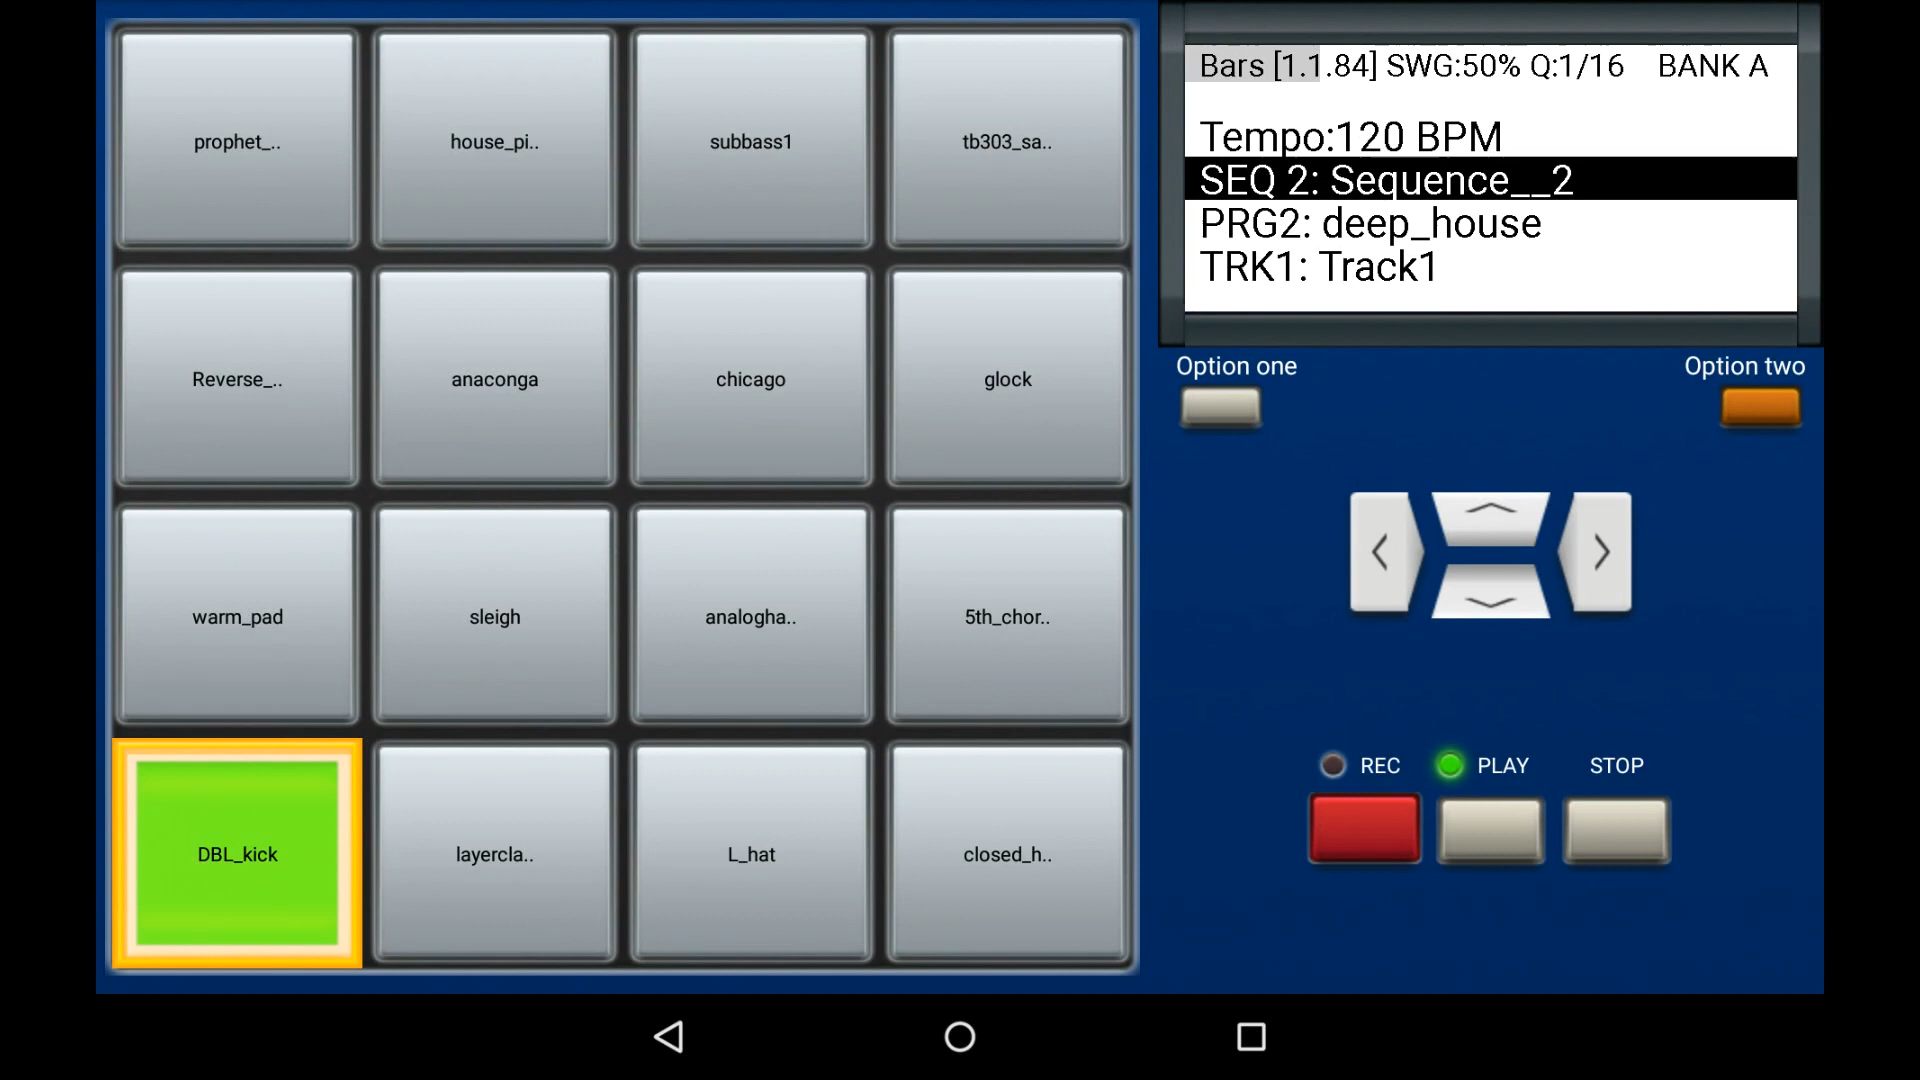 prophet_..
house_pi..
subbass1
tb303_sa..
Reverse_..
anaconga
chicago
glock
warm_pad
sleigh
analogha..
5th_chor..
DBL_kick
layercla..
L_hat
closed_h..
Bars [1.1.84] SWG:50% Q:1/16 BANK A
Tempo:120 BPM
SEQ 2: Sequence__2
PRG2: deep_house
TRK1: Track1
Option one
Option two
REC
PLAY
STOP